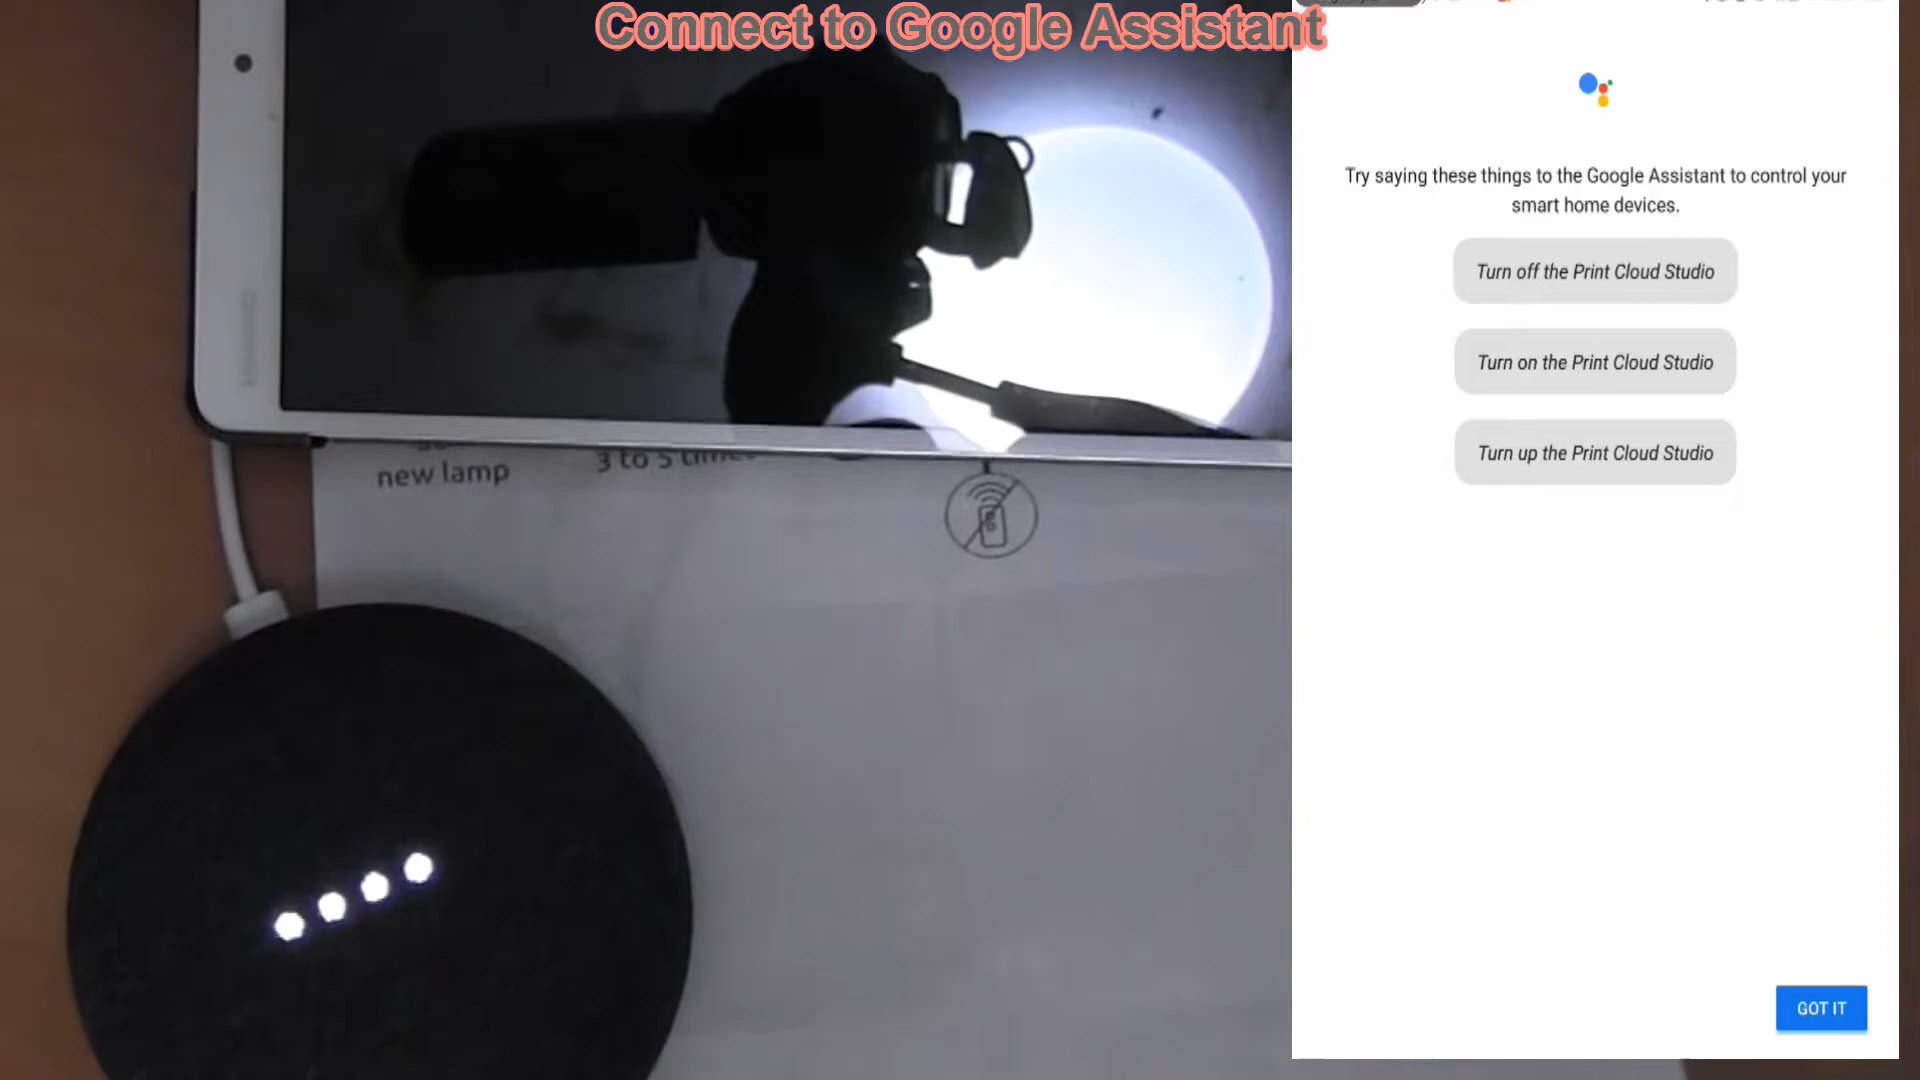 Connect to Google Assistant
Try saying these things to the Google Assistant to control your
smart home devices.
Turn off the Print Cloud Studio
Turn on the Print Cloud Studio
Turn up the Print Cloud Studio
GOT IT
new lamp
3 to 5